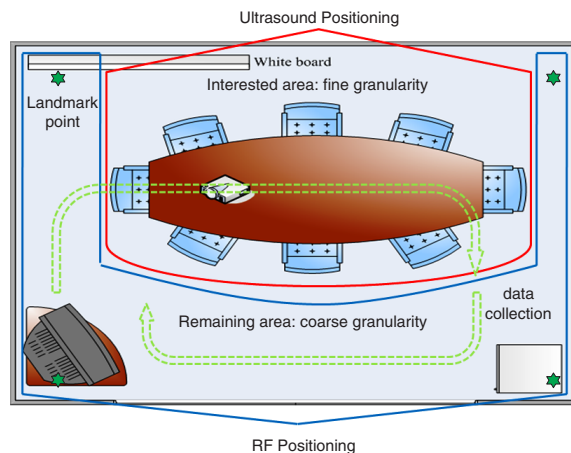 Ultrasound Positioning
White board
Interested area: fine granularity
Landmark
point
Remaining area: coarse granularity
data
collection
RF Positioning